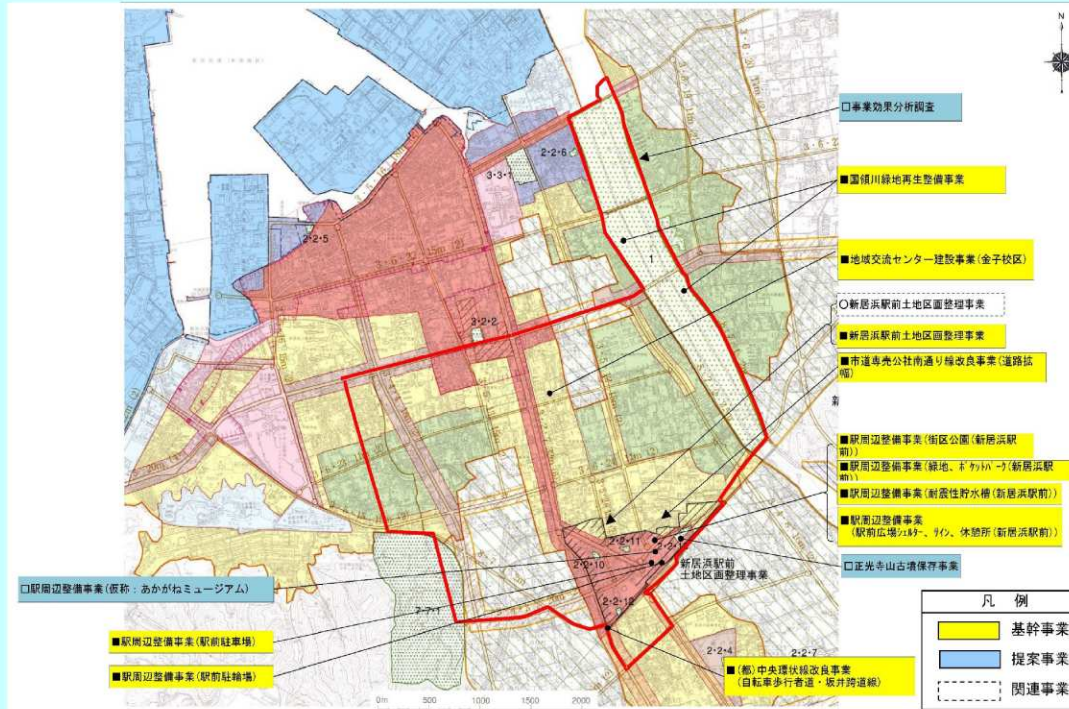 N
□事業効果分析調査
■国領川緑地再生整備事業
■地域交流センター建設事業(金子校区)
○新居浜駅前土地区画整理事業
■新居浜駅前土地区画整理事業
■市道専売公社南通り線改良事業(道路拡
幅)
■駅周辺整備事業(街区公園(新居浜駅
前))
■駅周辺整備事業(緑地、ポケットパーク(新居浜駅
前))
■駅周辺整備事業(耐震性貯水槽(新居浜駅前))
■駅周辺整備事業
(駅前広場シェルター、サイン、休憩所(新居浜駅前))
□正光寺山古墳保存事業
□駅周辺整備事業(仮称:あかがねミュージアム)
■駅周辺整備事業(駅前駐車場)
■駅周辺整備事業(駅前駐輪場)
■(都)中央環状線改良事業
(自転車歩行者道・坂井跨道線)
新居浜駅前
土地区画整理事業
2・2・6
3・3・1
2・2・5
3・2・2
1
2・2・11
2・2・10
2・2・12
2・2・4
2・2・7
0m
凡 例
基幹事業
提案事業
関連事業